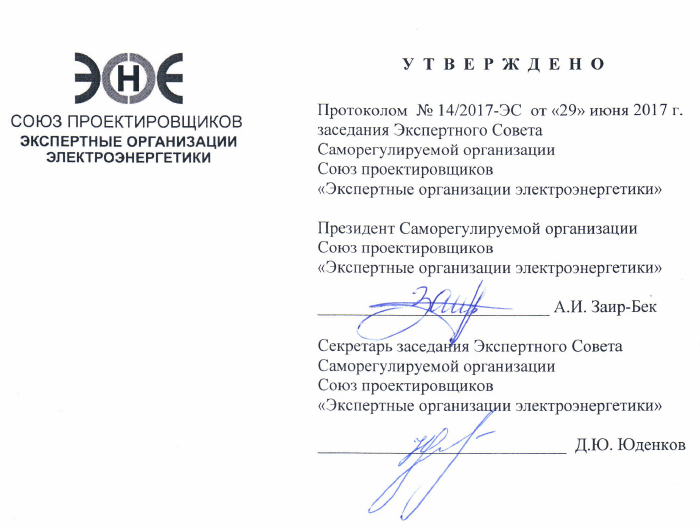 ЭНЕ
СОЮЗ ПРОЕКТИРОВЩИКОВ
ЭКСПЕРТНЫЕ ОРГАНИЗАЦИИ
ЭЛЕКТРОЭНЕРГЕТИКИ
У Т В Е Р Ж Д Е Н О
Протоколом № 14/2017-ЭС от «29» июня 2017 г.
заседания Экспертного Совета
Саморегулируемой организации
Союз проектировщиков
«Экспертные организации электроэнергетики»
Президент Саморегулируемой организации
Союз проектировщиков
«Экспертные организации электроэнергетики»
А.И. Заир-Бек
Секретарь заседания Экспертного Совета
Саморегулируемой организации
Союз проектировщиков
«Экспертные организации электроэнергетики»
Д.Ю. Юденков